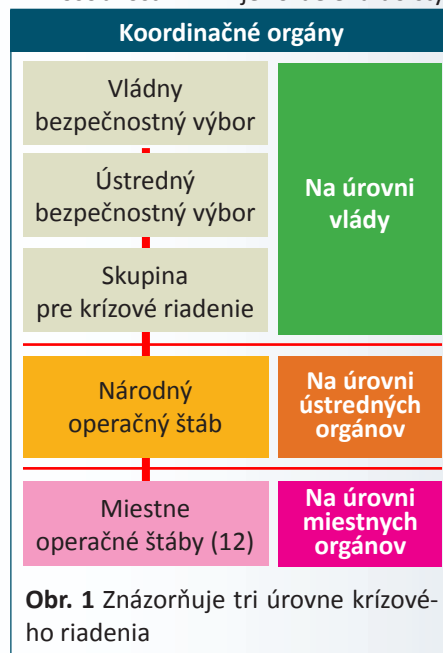 Koordinačné orgány
Vládny
bezpečnostný výbor
Ústredný
bezpečnostný výbor
Skupina
pre krízové riadenie
Na úrovni
vlády
Národný
operačný štáb
Na úrovni
ústredných
orgánov
Miestne
operačné štáby (12)
Na úrovni
miestnych
orgánov
Obr. 1 Znázorňuje tri úrovne krízové-
ho riadenia